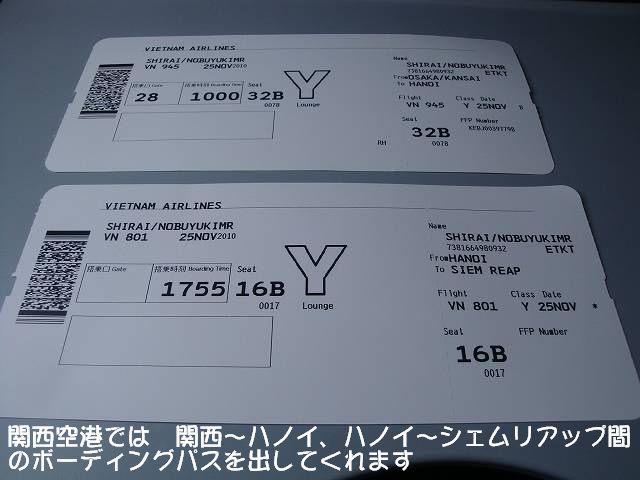 VIETNAM AIRLINES
SHIRAI/NOBUYUKIMR
VN 945 25NOV2010
搭乗口 Gate 搭乗時刻 Boarding Time Seat
28 1000 32B
0078
Y
Lounge
Name
SHIRAI/NOBUYUKIMR
7381664980932 ETKT
From OSAKA/KANSAI
To HANOI
Flight Class Date
VN 945 Y 25NOV
Seat FFP Number
32B
0078
RH
VIETNAM AIRLINES
SHIRAI/NOBUYUKIMR
VN 801 25NOV2010
搭乗口 Gate 搭乗時刻 Boarding Time Seat
1755 16B
0017
Y
Lounge
Name
SHIRAI/NOBUYUKIMR
7381664980932 ETKT
From HANOI
To SIEM REAP
Flight Class Date
VN 801 Y 25NOV *
Seat FFP Number
16B
0017
関西空港では　関西～ハノイ、ハノイ～シェムリアップ間
のボーディングパスを出してくれます